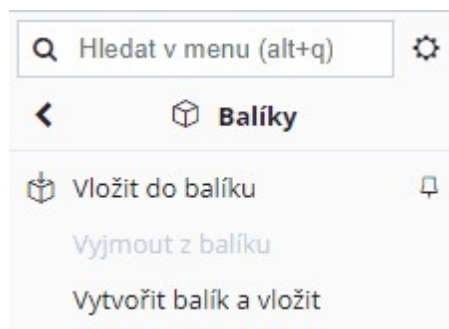 Hledat v menu (alt+q)
Balíky
Vložit do balíku
Vyjmout z balíku
Vytvořit balík a vložit